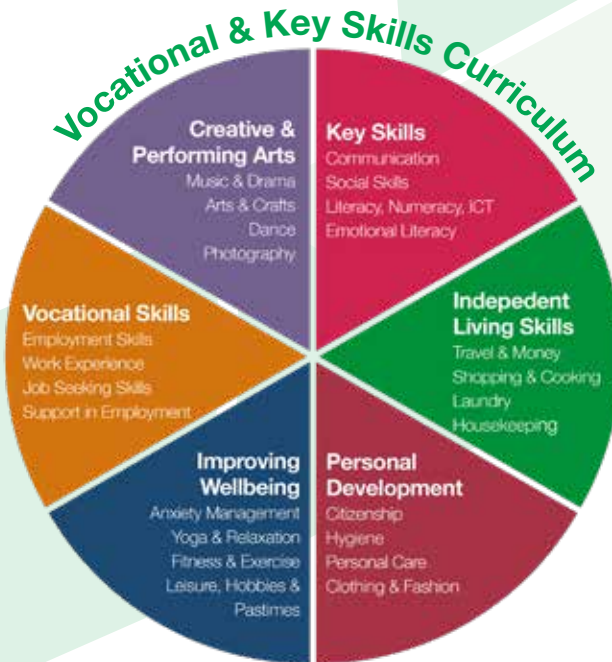 Vocational & Key Skills Curriculum
Creative &
Performing Arts
Music & Drama
Arts & Crafts
Dance
Photography
Key Skills
Communication
Social Skills
Literacy, Numeracy, ICT
Emotional Literacy
Indepedent
Living Skills
Travel & Money
Shopping & Cooking
Laundry
Housekeeping
Personal
Development
Citizenship
Hygiene
Personal Care
Clothing & Fashion
Improving
Wellbeing
Anxiety Management
Yoga & Relaxation
Fitness & Exercise
Leisure, Hobbies &
Pastimes
Vocational Skills
Employment Skills
Work Experience
Job Seeking Skills
Support in Employment